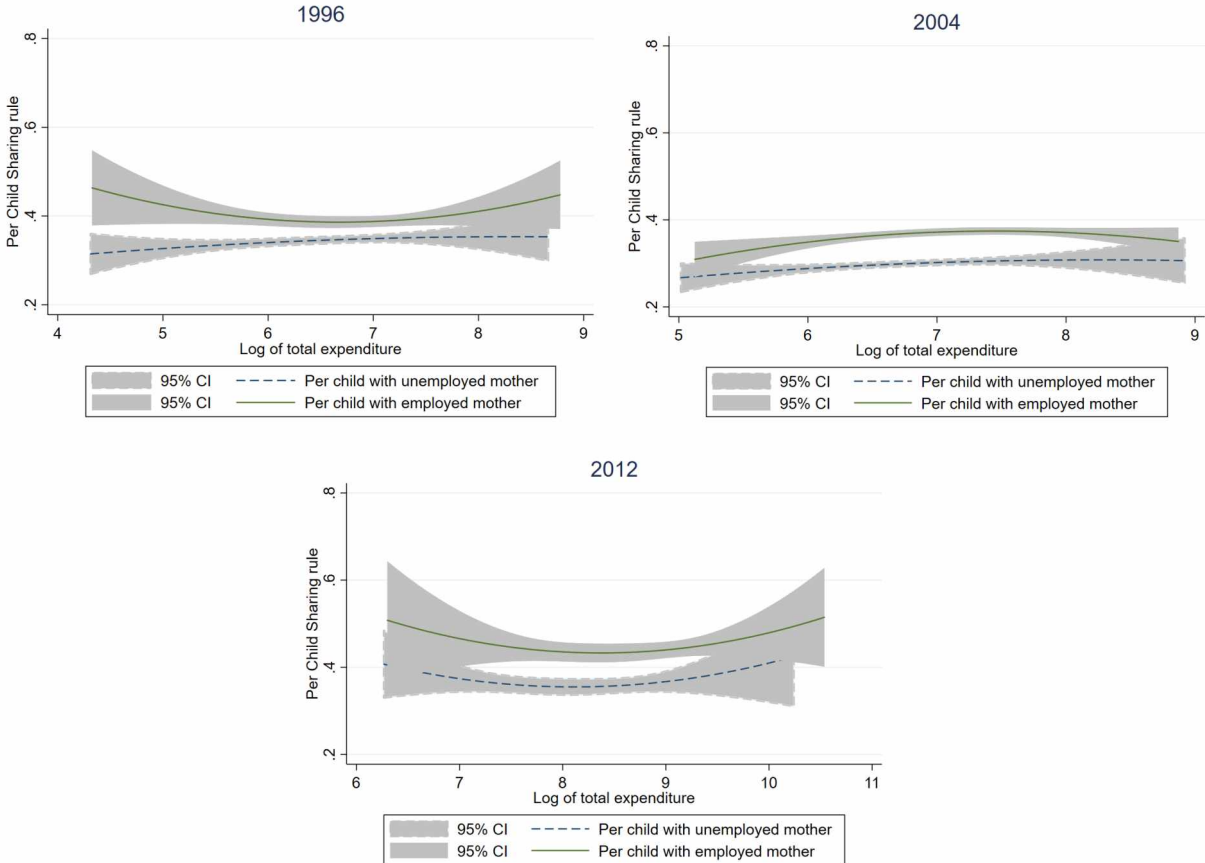 1996
Per Child Sharing rule
.8
.6
.4
.2
4 5 6 7 8 9
Log of total expenditure
95% CI Per child with unemployed mother
95% CI Per child with employed mother
2004
Per Child Sharing rule
.8
.6
.4
.2
5 6 7 8 9
Log of total expenditure
95% CI Per child with unemployed mother
95% CI Per child with employed mother
2012
Per Child Sharing rule
.8
.6
.4
.2
6 7 8 9 10 11
Log of total expenditure
95% CI Per child with unemployed mother
95% CI Per child with employed mother